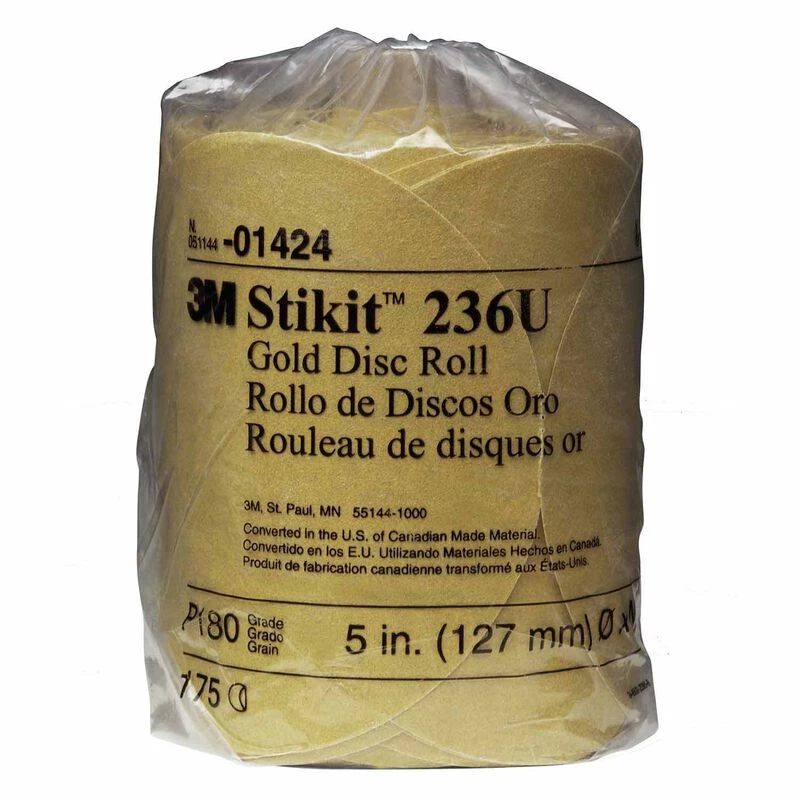 N.
051144 -01424
3M Stikit™ 236U
Gold Disc Roll
Rollo de Discos Oro
Rouleau de disques or
3M, St. Paul, MN 55144-1000
Converted in the U.S. of Canadian Made Material.
Convertido en los E.U. Utilizando Materiales Hechos en Canadá.
Produit de fabrication canadienne transformé aux États-Unis.
P180 Grade
Grado
Grain
5 in. (127 mm) Ø x
175